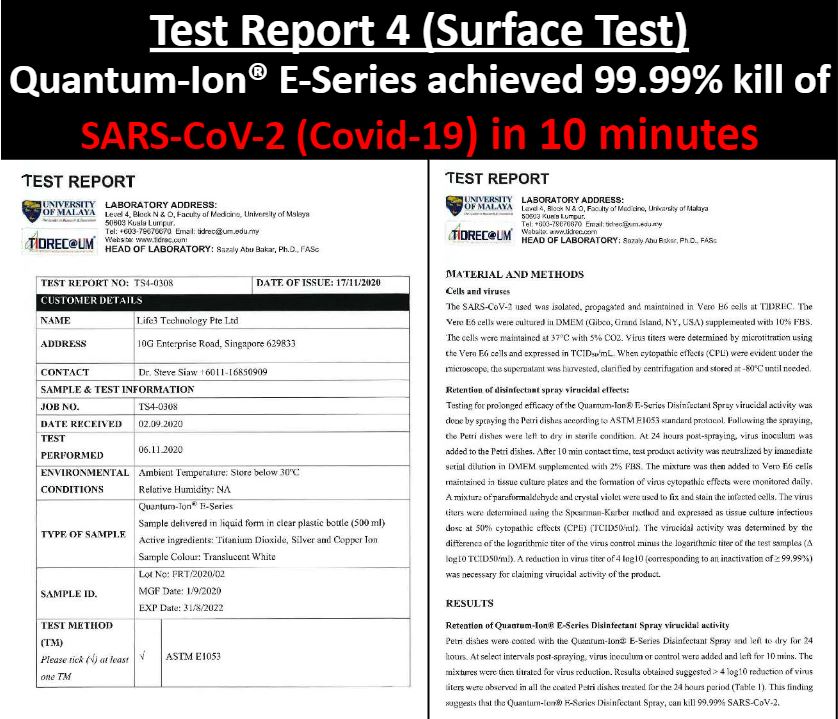 Test Report 4 (Surface Test)
Quantum-Ion® E-Series achieved 99.99% kill of
SARS-CoV-2 (Covid-19) in 10 minutes
TEST REPORT
UNIVERSITY
OF MALAYA
TIDREC@UM
LABORATORY ADDRESS:
Level 4, Block N & O, Faculty of Medicine, University of Malaya
50603 Kuala Lumpur.
Tel: +603-79676670 Email: tidrec@um.edu.my
Website: www.tidrec.com
HEAD OF LABORATORY: Sazaly Abu Bakar, Ph.D., FASc
TEST REPORT NO: TS4-0308 DATE OF ISSUE: 17/11/2020
CUSTOMER DETAILS
NAME Life3 Technology Pte Ltd
ADDRESS 10G Enterprise Road, Singapore 629833
CONTACT Dr. Steve Siaw +6011-16850909
SAMPLE & TEST INFORMATION
JOB NO. TS4-0308
DATE RECEIVED 02.09.2020
TEST
PERFORMED 06.11.2020
ENVIRONMENTAL Ambient Temperature: Store below 30°C
CONDITIONS Relative Humidity: NA
TYPE OF SAMPLE
Quantum-Ion® E-Series
Sample delivered in liquid form in clear plastic bottle (500 ml)
Active ingredients: Titanium Dioxide, Silver and Copper Ion
Sample Colour: Translucent White
SAMPLE ID.
Lot No: FRT/2020/02
MGF Date: 1/9/2020
EXP Date: 31/8/2022
TEST METHOD
(TM)
Please tick (√) at least
one TM
√ ASTM E1053
TEST REPORT
UNIVERSITY
OF MALAYA
TIDREC@UM
LABORATORY ADDRESS:
Level 4, Block N & O, Faculty of Medicine, University of Malaya
50603 Kuala Lumpur.
Tel: +603-79676670 Email: tidrec@um.edu.my
Website: www.tidrec.com
HEAD OF LABORATORY: Sazaly Abu Bakar, Ph.D., FASc
MATERIAL AND METHODS
Cells and viruses
The SARS-CoV-2 used was isolated, propagated and maintained in Vero E6 cells at TIDREC. The
Vero E6 cells were cultured in DMEM (Gibco, Grand Island, NY, USA) supplemented with 10% FBS.
The cells were maintained at 37°C with 5% CO2. Virus titers were determined by microtitration using
the Vero E6 cells and expressed in TCID₅₀/mL. When cytopathic effects (CPE) were evident under the
microscope, the supernatant was harvested, clarified by centrifugation and stored at -80°C until needed.
Retention of disinfectant spray virucidal effects:
Testing for prolonged efficacy of the Quantum-Ion® E-Series Disinfectant Spray virucidal activity was
done by spraying the Petri dishes according to ASTM E1053 standard protocol. Following the spraying,
the Petri dishes were left to dry in sterile condition. At 24 hours post-spraying, virus inoculum was
added to the Petri dishes. After 10 min contact time, test product activity was neutralized by immediate
serial dilution in DMEM supplemented with 2% FBS. The mixture was then added to Vero E6 cells
maintained in tissue culture plates and the formation of virus cytopathic effects were monitored daily.
A mixture of paraformaldehyde and crystal violet were used to fix and stain the infected cells. The virus
titers were determined using the Spearman-Karber method and expressed as tissue culture infectious
dose at 50% cytopathic effects (CPE) (TCID50/ml). The virucidal activity was determined by the
difference of the logarithmic titer of the virus control minus the logarithmic titer of the test samples (Δ
log10 TCID50/ml). A reduction in virus titer of 4 log10 (corresponding to an inactivation of ≥ 99.99%)
was necessary for claiming virucidal activity of the product.
RESULTS
Retention of Quantum-Ion® E-Series Disinfectant Spray virucidal activity
Petri dishes were coated with the Quantum-Ion® E-Series Disinfectant Spray and left to dry for 24
hours. At select intervals post-spraying, virus inoculum or control were added and left for 10 mins. The
mixtures were then titrated for virus reduction. Results obtained suggested > 4 log10 reduction of virus
titers were observed in all the coated Petri dishes treated for the 24 hours period (Table 1). This finding
suggests that the Quantum-Ion® E-Series Disinfectant Spray, can kill 99.99% SARS-CoV-2.